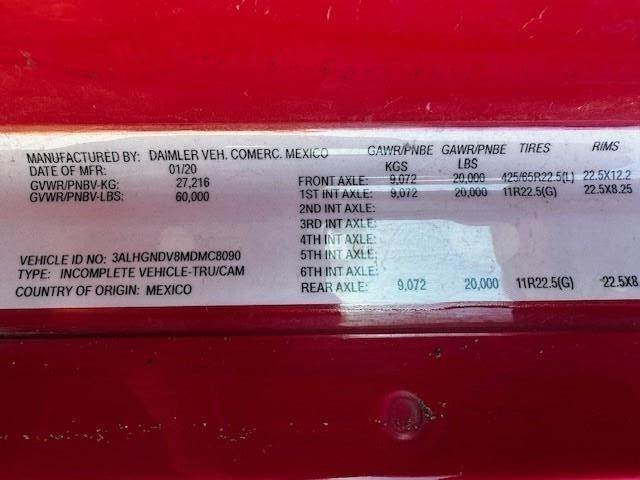 MANUFACTURED BY: DAIMLER VEH. COMERC. MEXICO
DATE OF MFR: 01/20
GVWR/PNBV-KG: 27,216
GVWR/PNBV-LBS: 60,000
VEHICLE ID NO: 3ALHGNDV8MDMC8090
TYPE: INCOMPLETE VEHICLE-TRU/CAM
COUNTRY OF ORIGIN: MEXICO
GAWR/PNBE GAWR/PNBE TIRES RIMS
KGS LBS
FRONT AXLE: 9,072 20,000 425/65R22.5(L) 22.5X12.2
1ST INT AXLE: 9,072 20,000 11R22.5(G) 22.5X8.25
2ND INT AXLE:
3RD INT AXLE:
4TH INT AXLE:
5TH INT AXLE:
6TH INT AXLE:
REAR AXLE: 9,072 20,000 11R22.5(G) 22.5X8